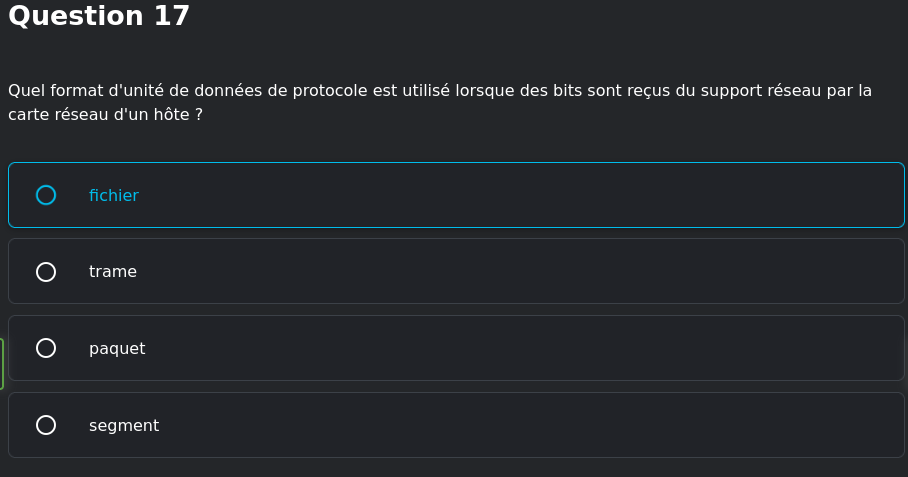 Question 17
Quel format d'unité de données de protocole est utilisé lorsque des bits sont reçus du support réseau par la
carte réseau d'un hôte ?
fichier
trame
paquet
segment